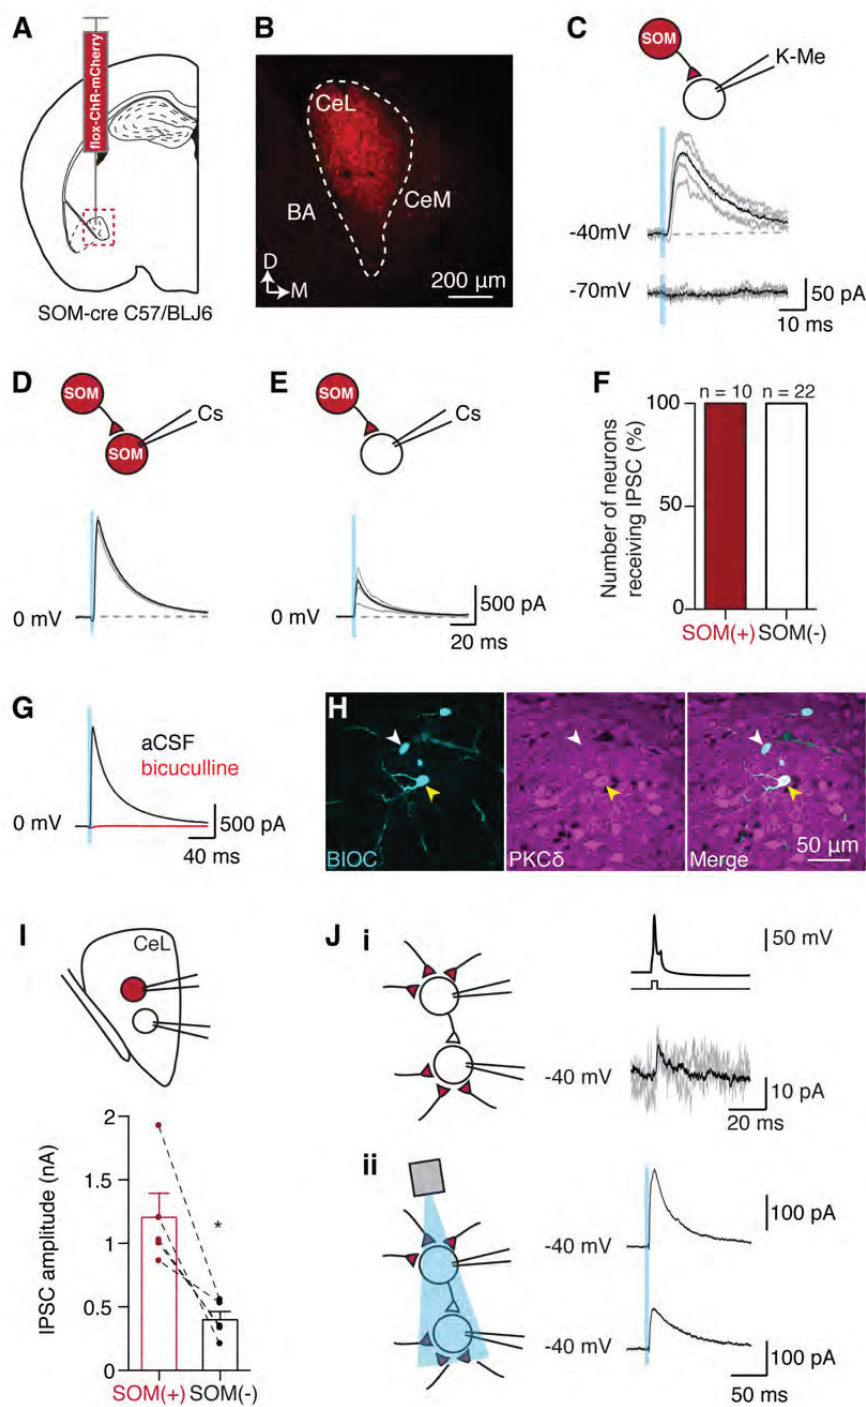 A
flox-ChR-mCherry
SOM-cre C57/BLJ6
B
CeL
BA
CeM
D
M
200 µm
C
SOM
K-Me
-40mV
-70mV
50 pA
10 ms
D
SOM
Cs
SOM
0 mV
E
SOM
Cs
0 mV
500 pA
20 ms
F
n = 10 n = 22
Number of neurons
receiving IPSC (%)
100
50
0
SOM(+) SOM(-)
G
aCSF
bicuculline
0 mV
500 pA
40 ms
H
BIOC
PKCδ
Merge
50 µm
I
CeL
IPSC amplitude (nA)
2
1.5
1
0.5
0
*
SOM(+) SOM(-)
J i
50 mV
-40 mV
10 pA
20 ms
ii
-40 mV
100 pA
-40 mV
100 pA
50 ms